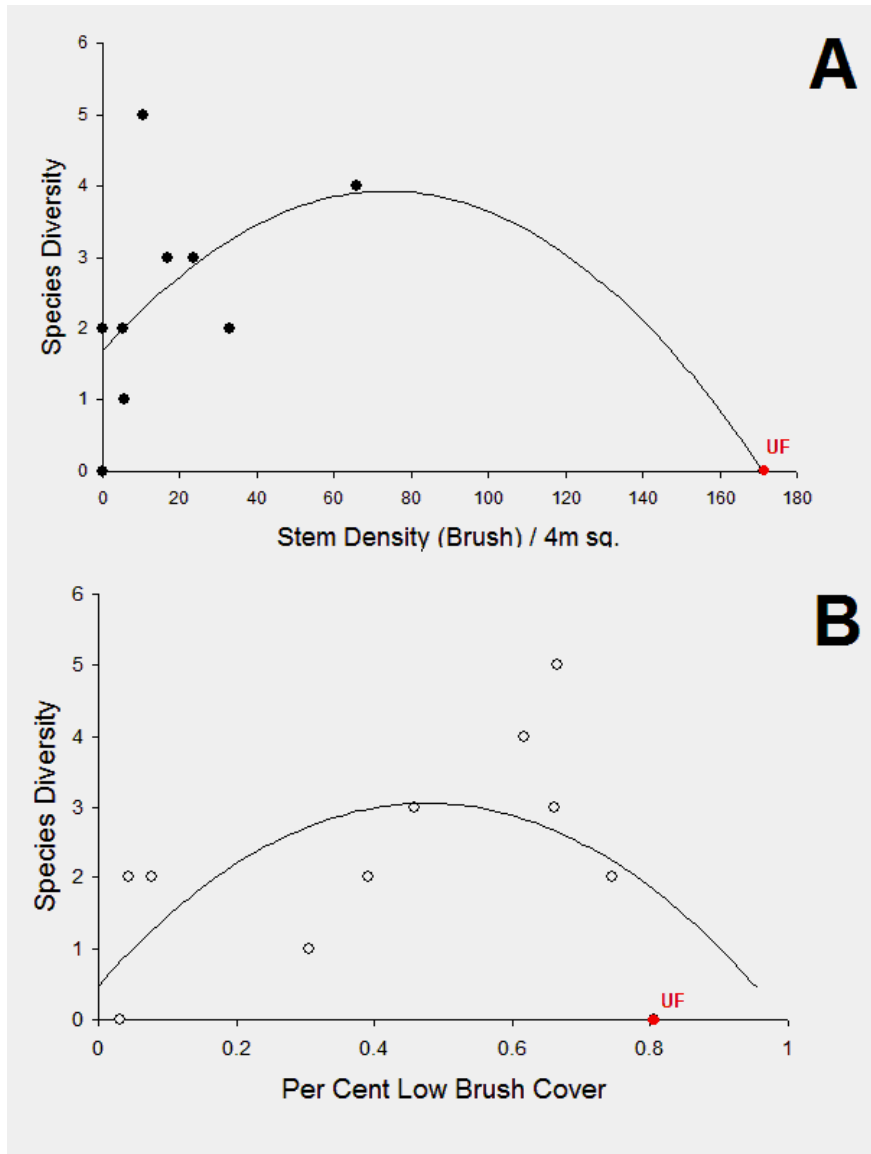 A
6
5
4
3
2
1
0
Species Diversity
UF
0 20 40 60 80 100 120 140 160 180
Stem Density (Brush) / 4m sq.
B
6
5
4
3
2
1
0
Species Diversity
UF
0 0.2 0.4 0.6 0.8 1
Per Cent Low Brush Cover